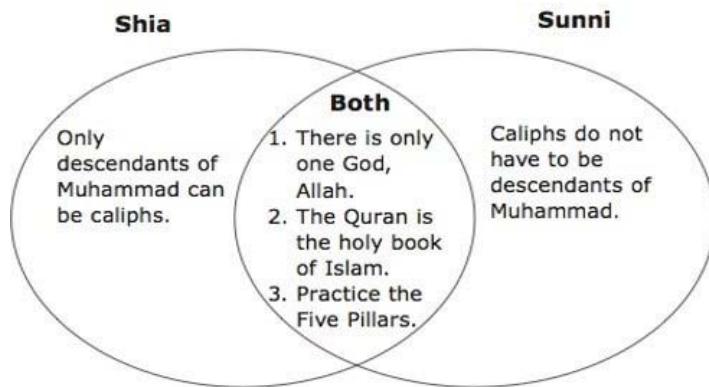 Shia
Sunni
Both
Only
descendants of
Muhammad can
be caliphs.
1. There is only
one God,
Allah.
2. The Quran is
the holy book
of Islam.
3. Practice the
Five Pillars.
Caliphs do not
have to be
descendants of
Muhammad.